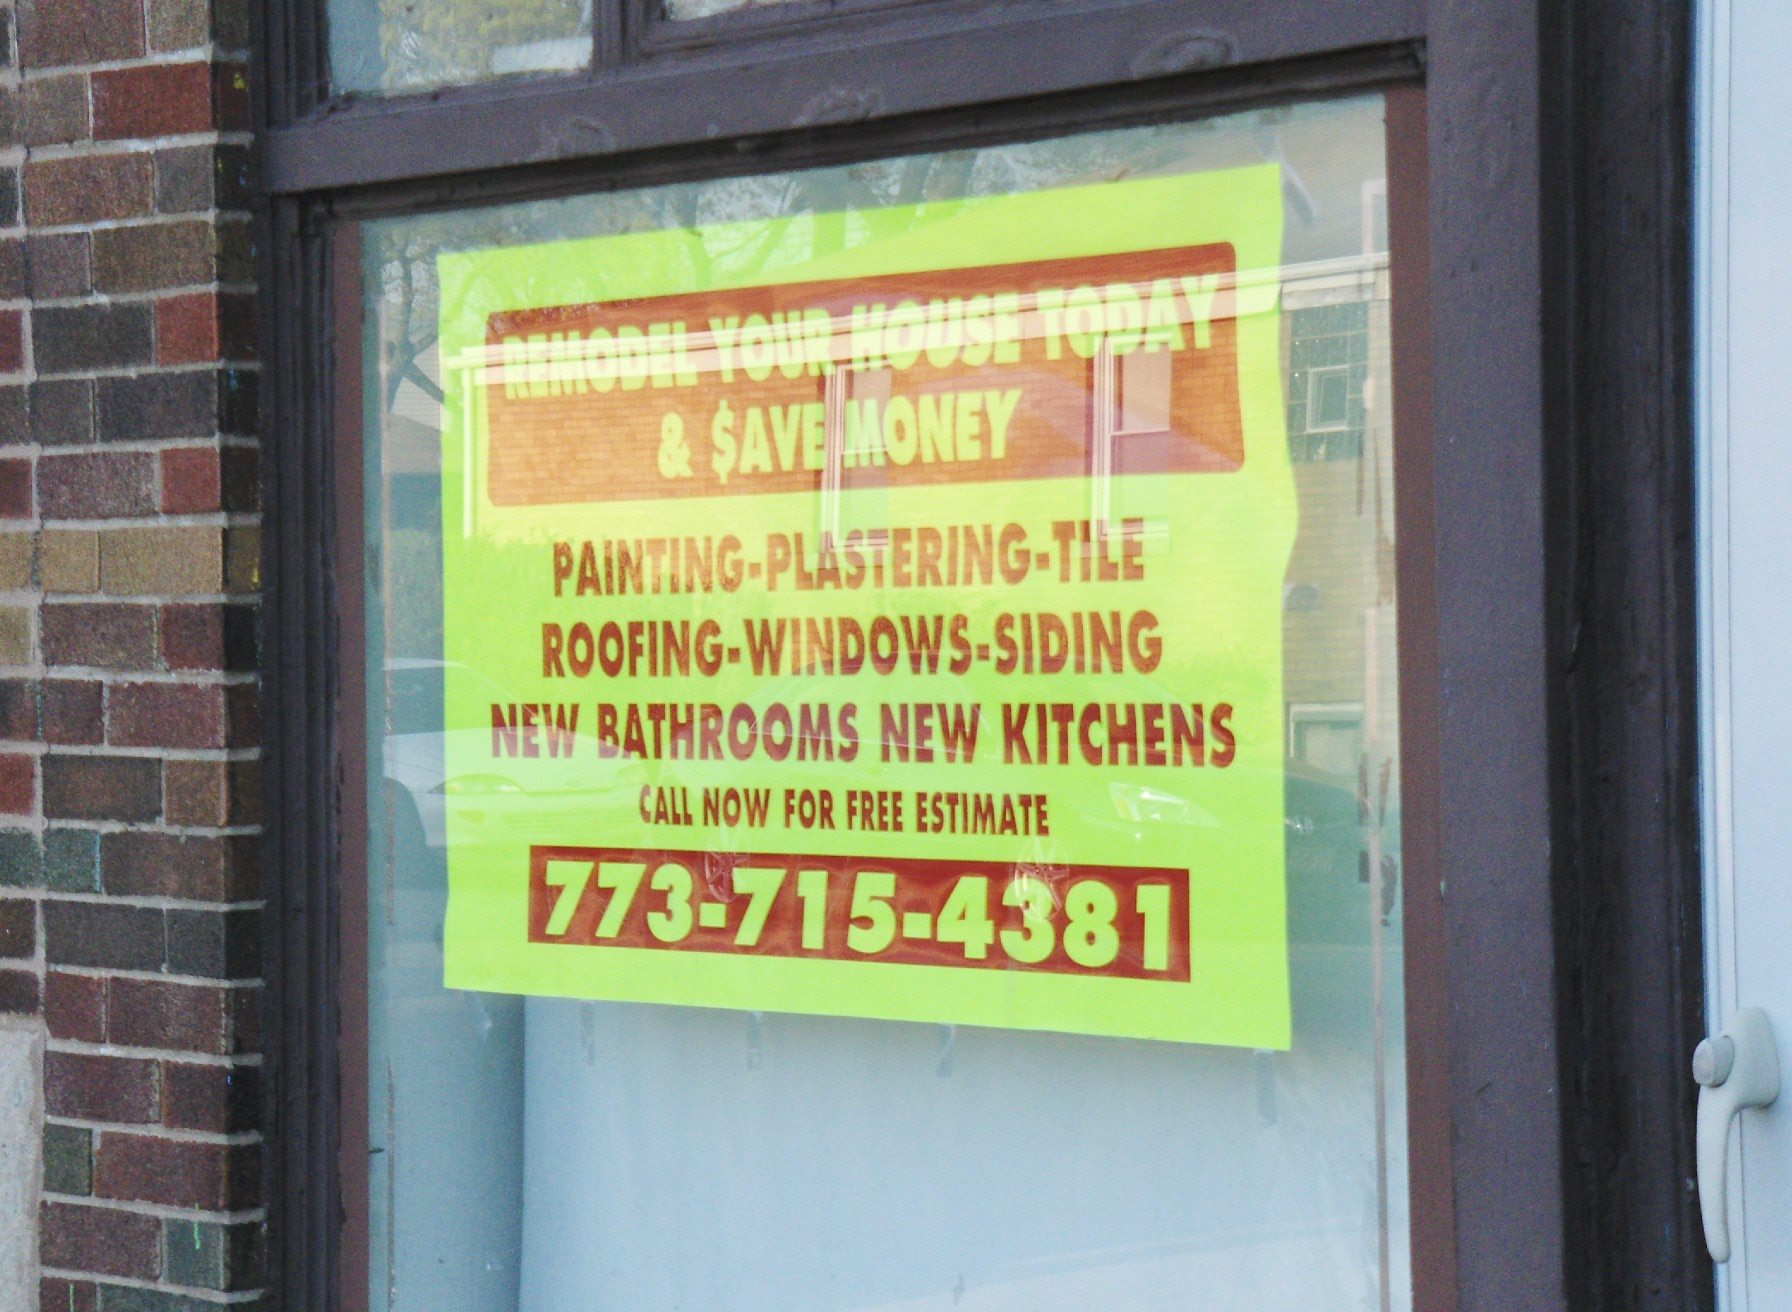 REMODEL YOUR HOUSE TODAY
& $AVE MONEY
PAINTING-PLASTERING-TILE
ROOFING-WINDOWS-SIDING
NEW BATHROOMS NEW KITCHENS
CALL NOW FOR FREE ESTIMATE
773-715-4381